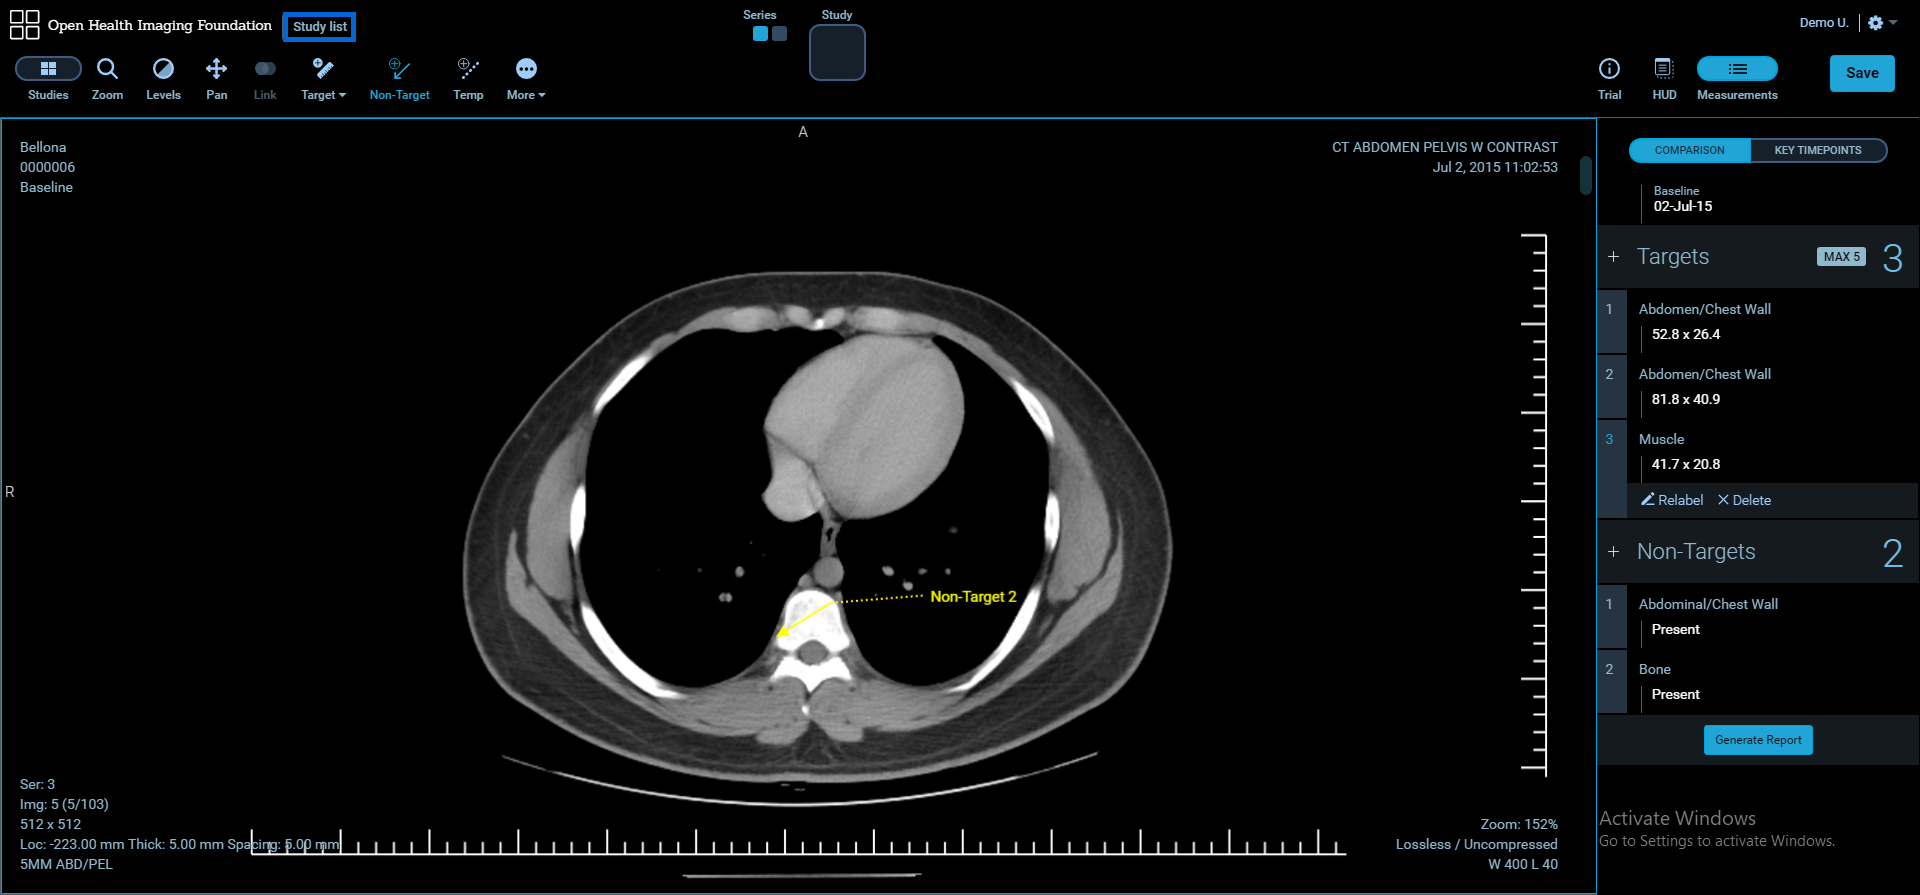 Open Health Imaging Foundation
Study list
Series
Study
Demo U.
Studies
Zoom
Levels
Pan
Link
Target
Non-Target
Temp
More
Trial
HUD
Measurements
Save
A
R
Bellona
0000006
Baseline
CT ABDOMEN PELVIS W CONTRAST
Jul 2, 2015 11:02:53
Non-Target 2
Ser: 3
Img: 5 (5/103)
512 x 512
Loc: -223.00 mm Thick: 5.00 mm Spacing: 5.00 mm
5MM ABD/PEL
Zoom: 152%
Lossless / Uncompressed
W 400 L 40
COMPARISON
KEY TIMEPOINTS
Baseline
02-Jul-15
+ Targets MAX 5 3
1 Abdomen/Chest Wall
52.8 x 26.4
2 Abdomen/Chest Wall
81.8 x 40.9
3 Muscle
41.7 x 20.8
Relabel
Delete
+ Non-Targets 2
1 Abdominal/Chest Wall
Present
2 Bone
Present
Generate Report
Activate Windows
Go to Settings to activate Windows.